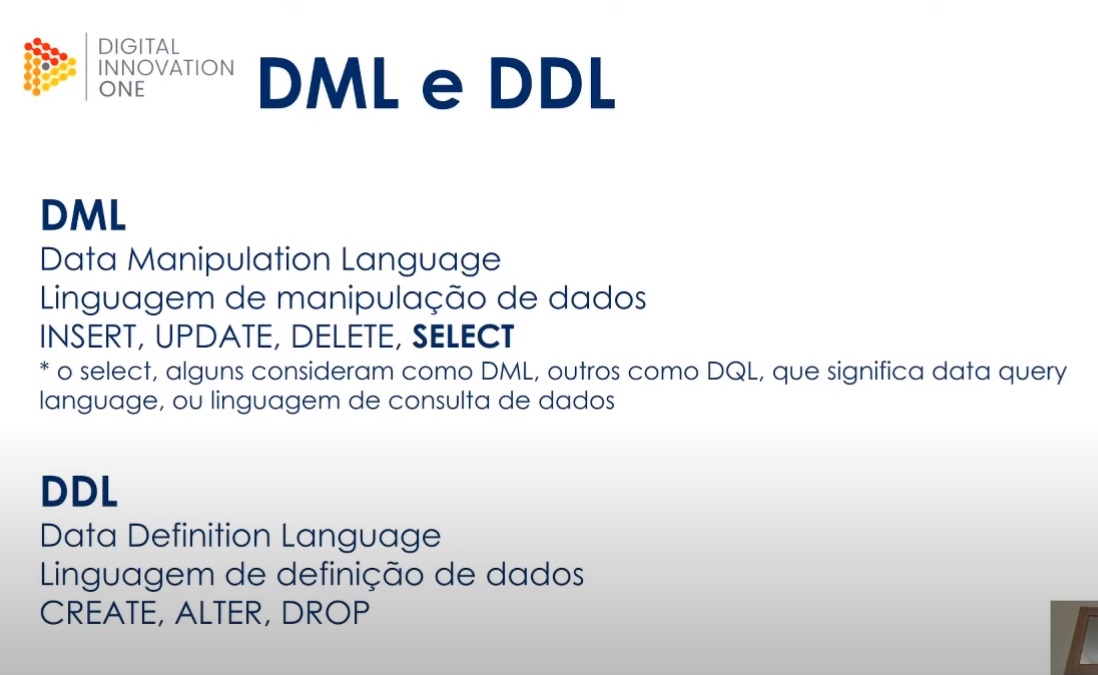 DIGITAL
INNOVATION
ONE
DML e DDL
DML
Data Manipulation Language
Linguagem de manipulação de dados
INSERT, UPDATE, DELETE, SELECT
* o select, alguns consideram como DML, outros como DQL, que significa data query
language, ou linguagem de consulta de dados
DDL
Data Definition Language
Linguagem de definição de dados
CREATE, ALTER, DROP